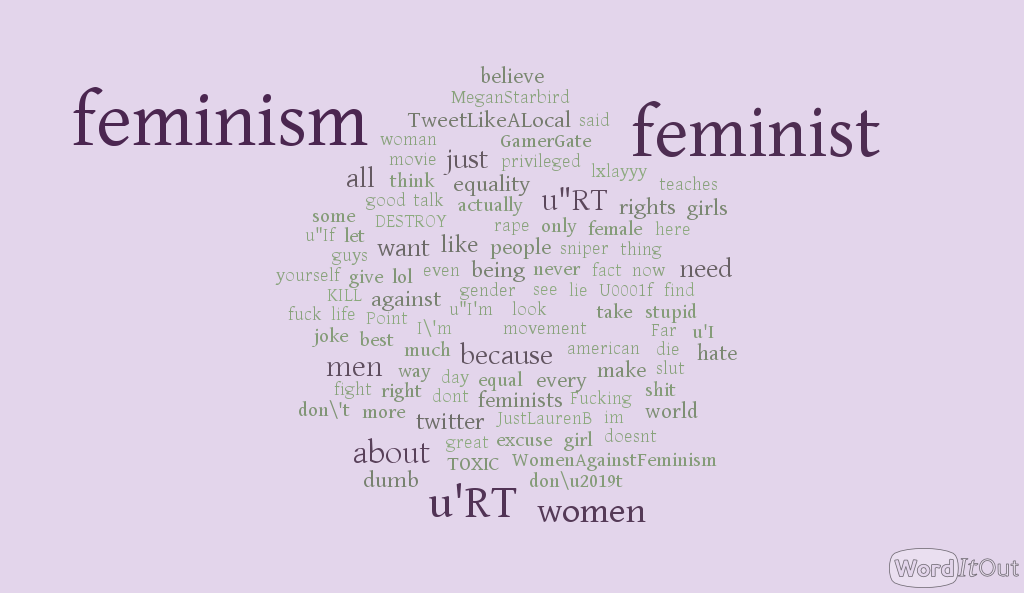 believe
MeganStarbird
feminism TweetLikeALocal said feminist
woman GamerGate
movie just privileged
lxlayyy
all think equality teaches
good talk actually u"RT rights girls
some DESTROY rape only female here
u"If let want like people sniper thing
guys
yourself give lol even being never fact now need
KILL against gender see lie U0001f find
fuck life Point u"I'm look take stupid
I\'m movement Far u'I
joke best much because american die hate
men way day equal every make slut
fight right dont feminists Fucking shit
don\'t more twitter JustLaurenB im world
about great excuse girl doesnt
TOXIC WomenAgainstFeminism
dumb don\u2019t
u'RT women
WordItOut